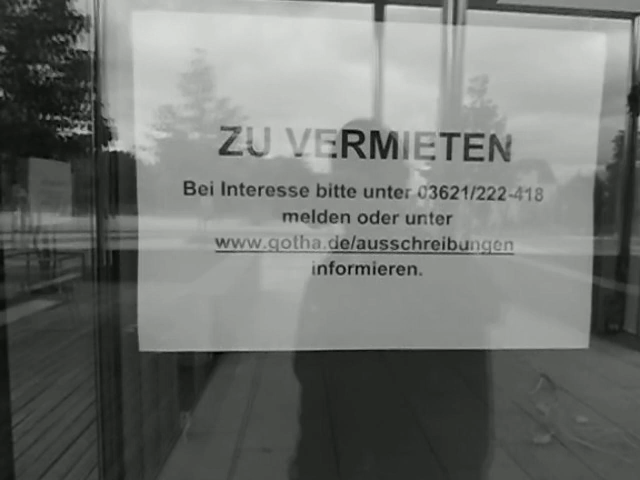 ZU VERMIETEN
Bei Interesse bitte unter 03621/222-418
melden oder unter
www.gotha.de/ausschreibungen
informieren.